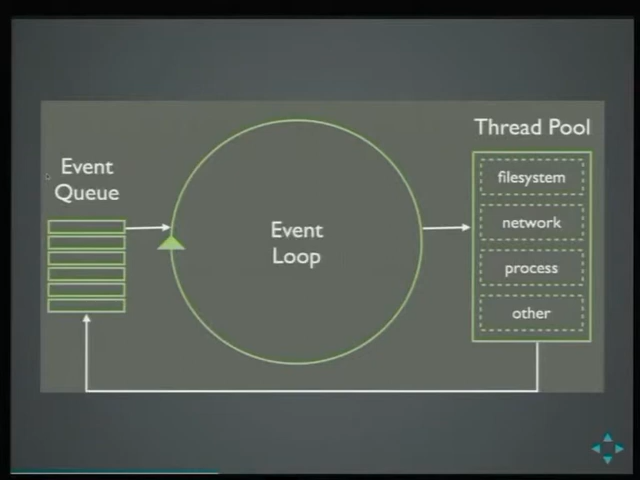 Event
Queue
Event
Loop
Thread Pool
filesystem
network
process
other